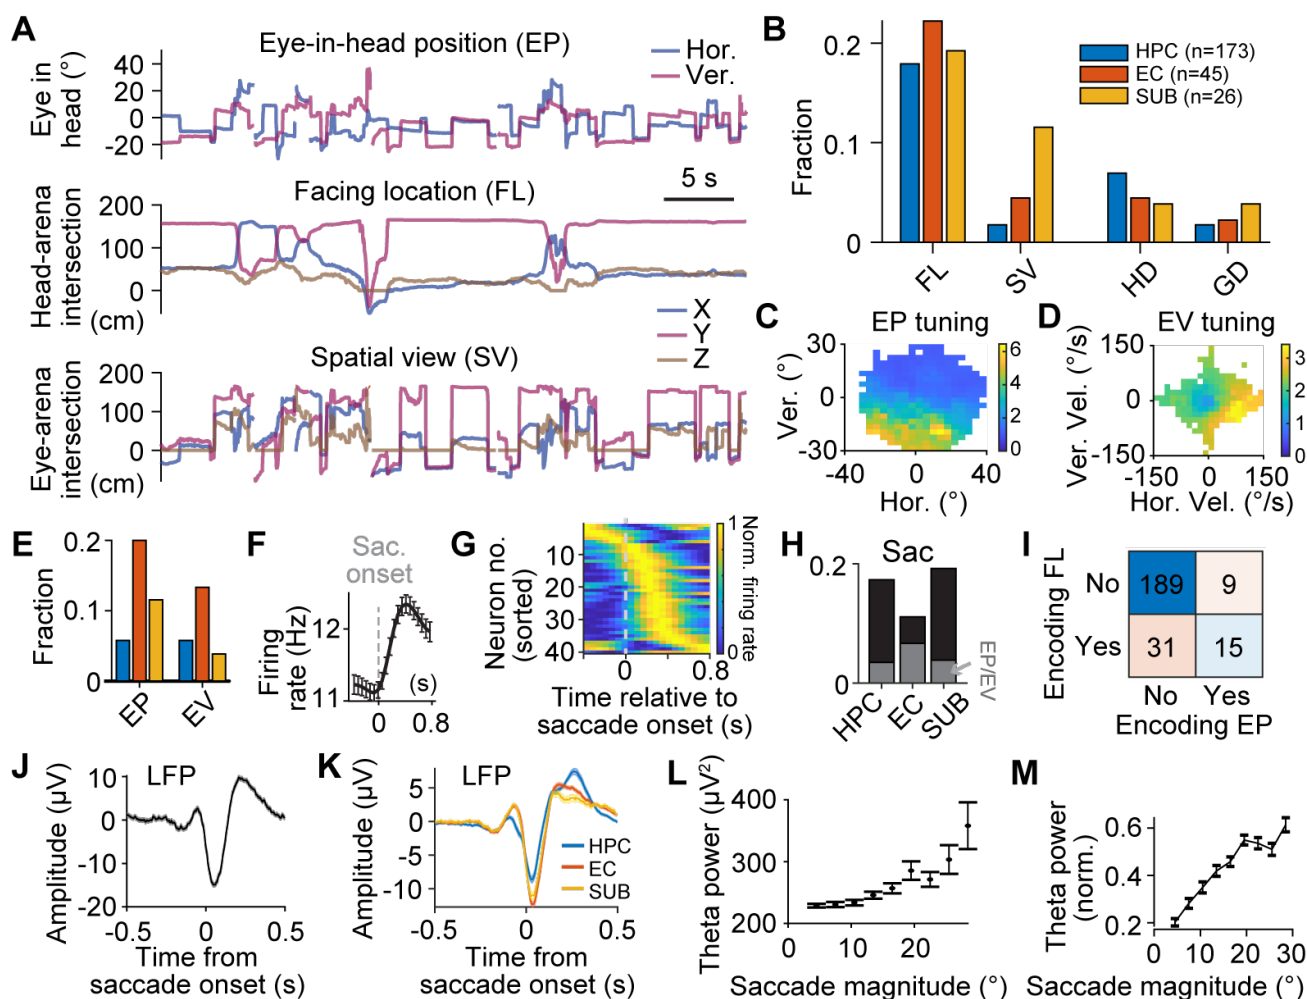 A
Eye-in-head position (EP)
Hor.
Ver.
Eye in
head (°)
40
20
0
-20
Facing location (FL)
5 s
Head-arena
intersection
(cm)
200
100
0
X
Y
Z
Spatial view (SV)
Eye-arena
intersection
(cm)
200
100
0
B
HPC (n=173)
EC (n=45)
SUB (n=26)
Fraction
0.2
0.1
0
FL
SV
HD
GD
C
EP tuning
Ver. (°)
30
0
-30
-40
0
40
Hor. (°)
6
4
2
0
D
EV tuning
Ver. Vel. (°/s)
150
0
-150
-150
0
150
Hor. Vel. (°/s)
3
2
1
0
E
Fraction
0.2
0.1
0
EP
EV
F
Sac.
onset
Firing
rate (Hz)
12
11
(s)
0
0.8
G
Neuron no.
(sorted)
10
20
30
40
0
0.8
Time relative to
saccade onset (s)
1
0
Norm. firing rate
H
Sac
0.2
0
HPC
EC
SUB
EP/EV
I
Encoding FL
No
Yes
189
9
31
15
No
Yes
Encoding EP
J
LFP
Amplitude (µV)
10
0
-10
-20
-0.5
0
0.5
Time from
saccade onset (s)
K
LFP
Amplitude (µV)
5
0
-5
-10
HPC
EC
SUB
-0.5
0
0.5
Time from
saccade onset (s)
L
Theta power (µV²)
400
300
200
0
10
20
Saccade magnitude (°)
M
Theta power
(norm.)
0.6
0.4
0.2
0
10
20
30
Saccade magnitude (°)